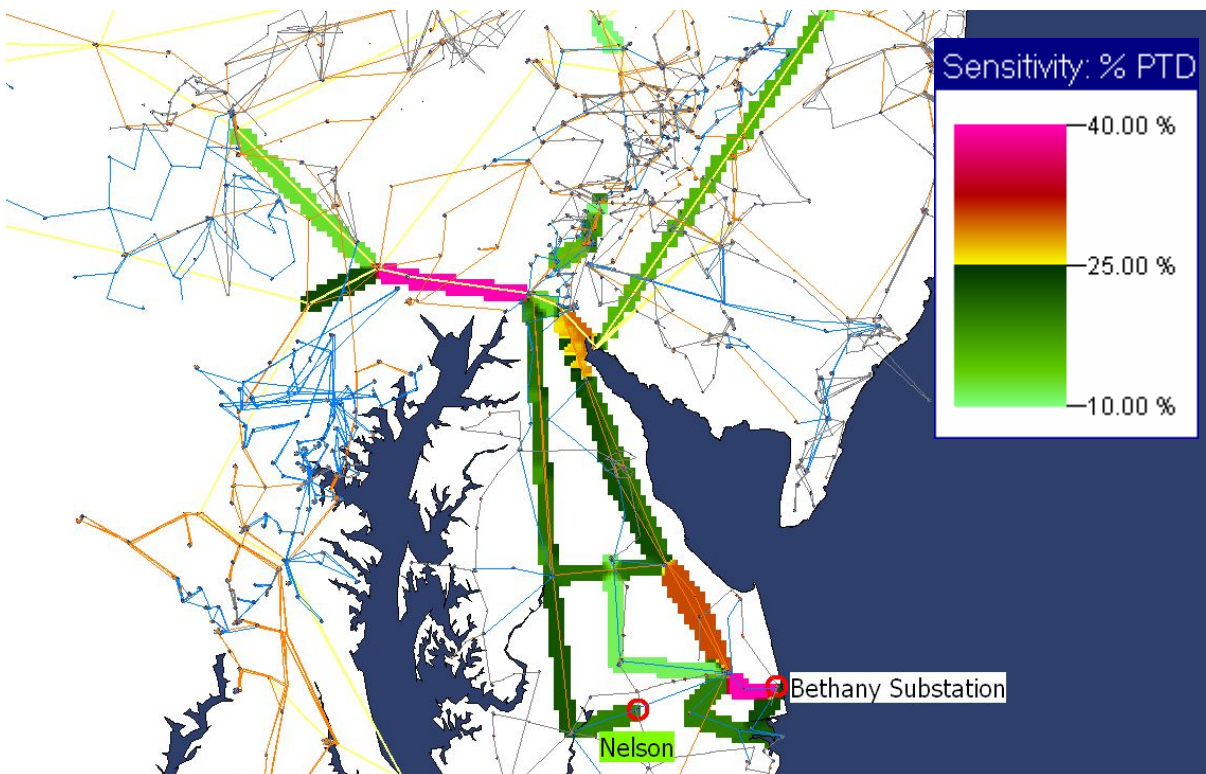 Sensitivity: % PTD
40.00 %
25.00 %
10.00 %
Bethany Substation
Nelson